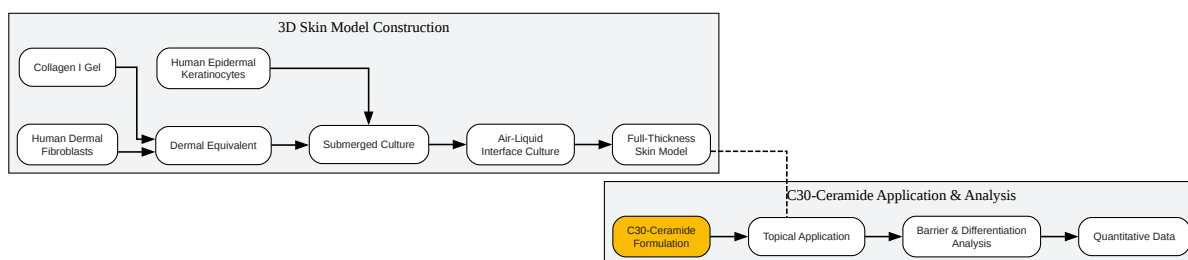 3D Skin Model Construction
Collagen I Gel
Human Epidermal
Keratinocytes
Human Dermal
Fibroblasts
Dermal Equivalent
Submerged Culture
Air-Liquid
Interface Culture
Full-Thickness
Skin Model
C30-Ceramide Application & Analysis
C30-Ceramide
Formulation
Topical Application
Barrier & Differentiation
Analysis
Quantitative Data